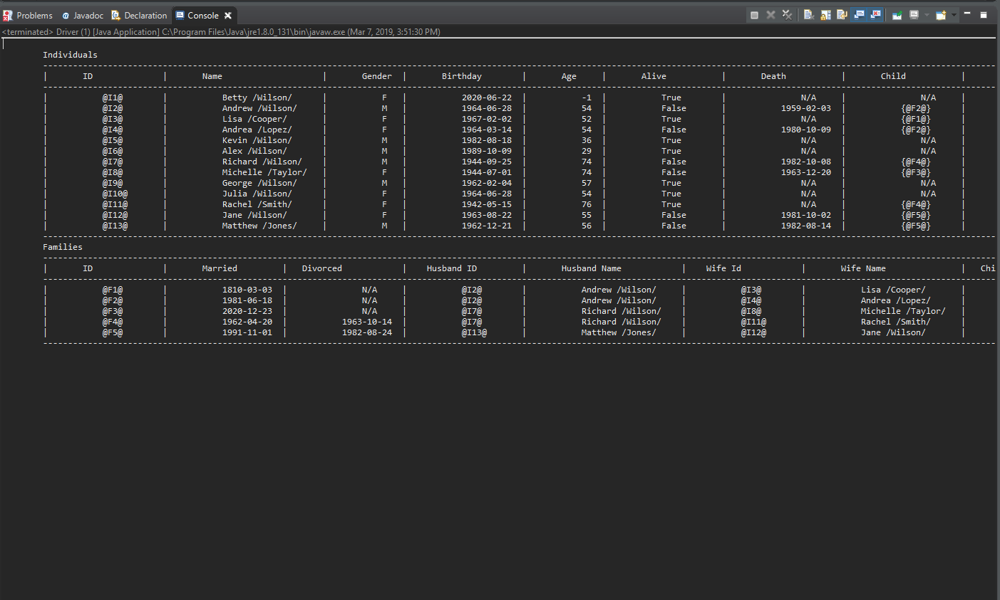 Problems @ Javadoc Declaration Console
<terminated> Driver (1) [Java Application] C:\Program Files\Java\jre1.8.0_131\bin\javaw.exe (Mar 7, 2019, 3:51:30 PM)
Individuals
| ID | Name | Gender | Birthday | Age | Alive | Death | Child |
| @I1@ | Betty /Wilson/ | F | 2020-06-22 | -1 | True | N/A | N/A |
| @I2@ | Andrew /Wilson/ | M | 1964-06-28 | 54 | False | 1959-02-03 | {@F2@} |
| @I3@ | Lisa /Cooper/ | F | 1967-02-02 | 52 | True | N/A | {@F1@} |
| @I4@ | Andrea /Lopez/ | F | 1964-03-14 | 54 | False | 1980-10-09 | {@F2@} |
| @I5@ | Kevin /Wilson/ | M | 1982-08-18 | 36 | True | N/A | N/A |
| @I6@ | Alex /Wilson/ | M | 1989-10-09 | 29 | True | N/A | N/A |
| @I7@ | Richard /Wilson/ | M | 1944-09-25 | 74 | False | 1982-10-08 | {@F4@} |
| @I8@ | Michelle /Taylor/ | F | 1944-07-01 | 74 | False | 1963-12-20 | {@F3@} |
| @I9@ | George /Wilson/ | M | 1962-02-04 | 57 | True | N/A | N/A |
| @I10@ | Julia /Wilson/ | F | 1964-06-28 | 54 | True | N/A | N/A |
| @I11@ | Rachel /Smith/ | F | 1942-05-15 | 76 | True | N/A | {@F4@} |
| @I12@ | Jane /Wilson/ | F | 1963-08-22 | 55 | False | 1981-10-02 | {@F5@} |
| @I13@ | Matthew /Jones/ | M | 1962-12-21 | 56 | False | 1982-08-14 | {@F5@} |
Families
| ID | Married | Divorced | Husband ID | Husband Name | Wife Id | Wife Name | Chi
| @F1@ | 1810-03-03 | N/A | @I2@ | Andrew /Wilson/ | @I3@ | Lisa /Cooper/ |
| @F2@ | 1981-06-18 | N/A | @I2@ | Andrew /Wilson/ | @I4@ | Andrea /Lopez/ |
| @F3@ | 2020-12-23 | N/A | @I7@ | Richard /Wilson/ | @I8@ | Michelle /Taylor/ |
| @F4@ | 1962-04-20 | 1963-10-14 | @I7@ | Richard /Wilson/ | @I11@ | Rachel /Smith/ |
| @F5@ | 1991-11-01 | 1982-08-24 | @I13@ | Matthew /Jones/ | @I12@ | Jane /Wilson/ |